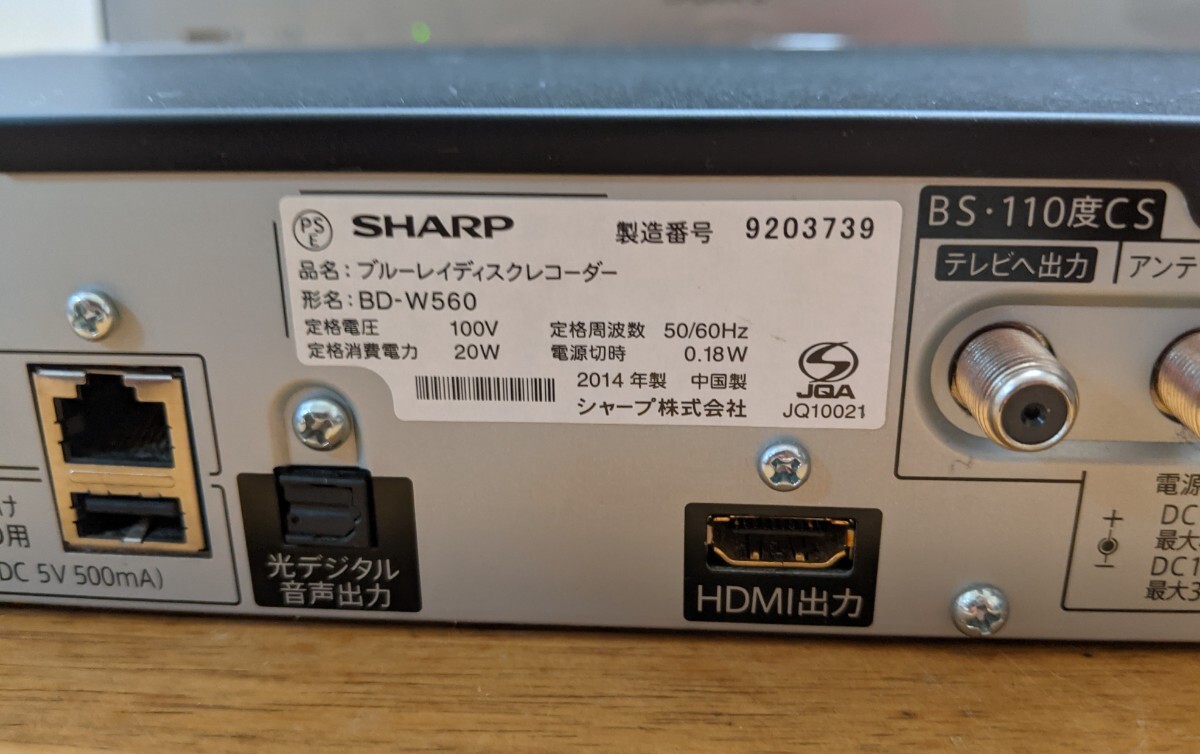 PS
E
SHARP
製造番号 9203739
品名：ブルーレイディスクレコーダー
形名：BD-W560
定格電圧 100V 定格周波数 50/60Hz
定格消費電力 20W 電源切時 0.18W
2014年製 中国製
シャープ株式会社
JQA
JQ10021
BS・110度CS
テレビへ出力
アンテ
け
用
DC 5V 500mA)
光デジタル
音声出力
HDMI出力
電源
+
DC
最大
−
DC1
最大3